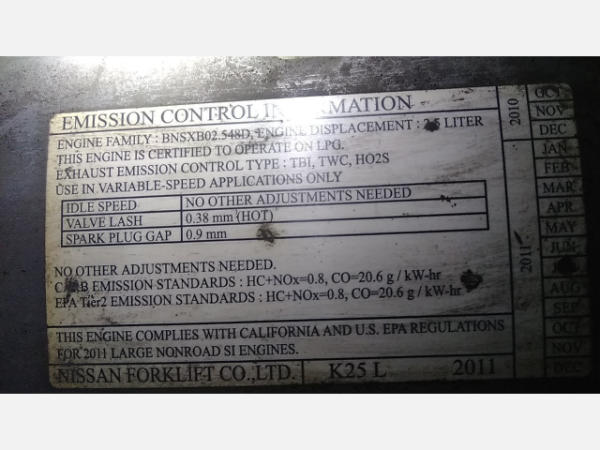 EMISSION CONTROL MATION
ENGINE FAMILY : BNSXB02.548D, ENGINE DISPLACEMENT : 2.5 LITER
THIS ENGINE IS CERTIFIED TO OPERATE ON LPG.
EXHAUST EMISSION CONTROL TYPE : TBI, TWC, HO2S
USE IN VARIABLE-SPEED APPLICATIONS ONLY
IDLE SPEED NO OTHER ADJUSTMENTS NEEDED
VALVE LASH 0.38 mm (HOT)
SPARK PLUG GAP 0.9 mm
NO OTHER ADJUSTMENTS NEEDED.
CARB EMISSION STANDARDS : HC+NOx=0.8, CO=20.6 g / kW-hr
EPA Tier2 EMISSION STANDARDS : HC+NOx=0.8, CO=20.6 g / kW-hr
THIS ENGINE COMPLIES WITH CALIFORNIA AND U.S. EPA REGULATIONS
FOR 2011 LARGE NONROAD SI ENGINES.
NISSAN FORKLIFT CO.,LTD. K25 L 2011
2010
OCT
NOV
DEC
2011
JAN
FEB
MAR
APR
MAY
JUN
AUG
SEP
OCT
NOV
DEC